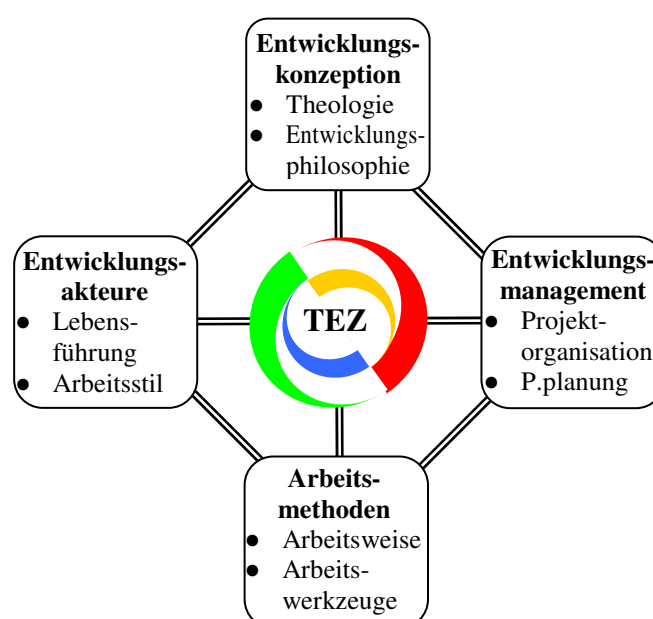 Entwicklungs-
konzeption
● Theologie
● Entwicklungs-
philosophie
Entwicklungs-
akteure
● Lebens-
führung
● Arbeitsstil
TEZ
Entwicklungs-
management
● Projekt-
organisation
● P.planung
Arbeits-
methoden
● Arbeitsweise
● Arbeits-
werkzeuge